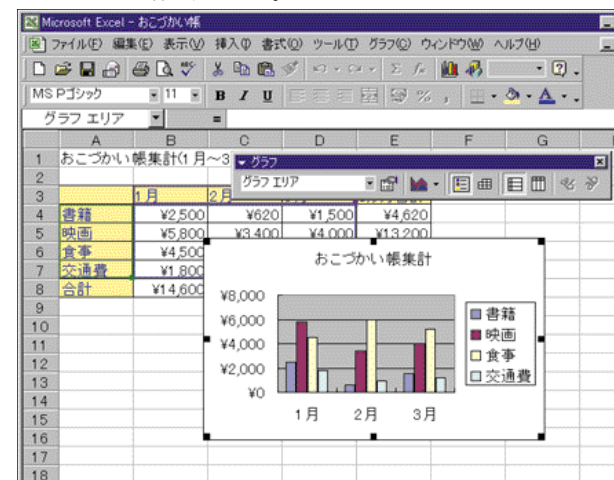 Microsoft Excel - おこづかい帳
ファイル(F) 編集(E) 表示(V) 挿入(I) 書式(O) ツール(T) グラフ(C) ウィンドウ(W) ヘルプ(H)
MS Pゴシック 11 B I U
グラフ エリア =
A B C D E F G
1 おこづかい帳集計(1月～3
グラフ
グラフ エリア
2
3 1月 2月
4 書籍 ¥2,500 ¥620 ¥1,500 ¥4,620
5 映画 ¥5,800 ¥3,400 ¥4,000 ¥13,200
6 食事 ¥4,500
7 交通費 ¥1,800
8 合計 ¥14,600
9
10
11
12
13
14
15
16
17
18
おこづかい帳集計
¥8,000
¥6,000
¥4,000
¥2,000
¥0
1月 2月 3月
書籍
映画
食事
交通費